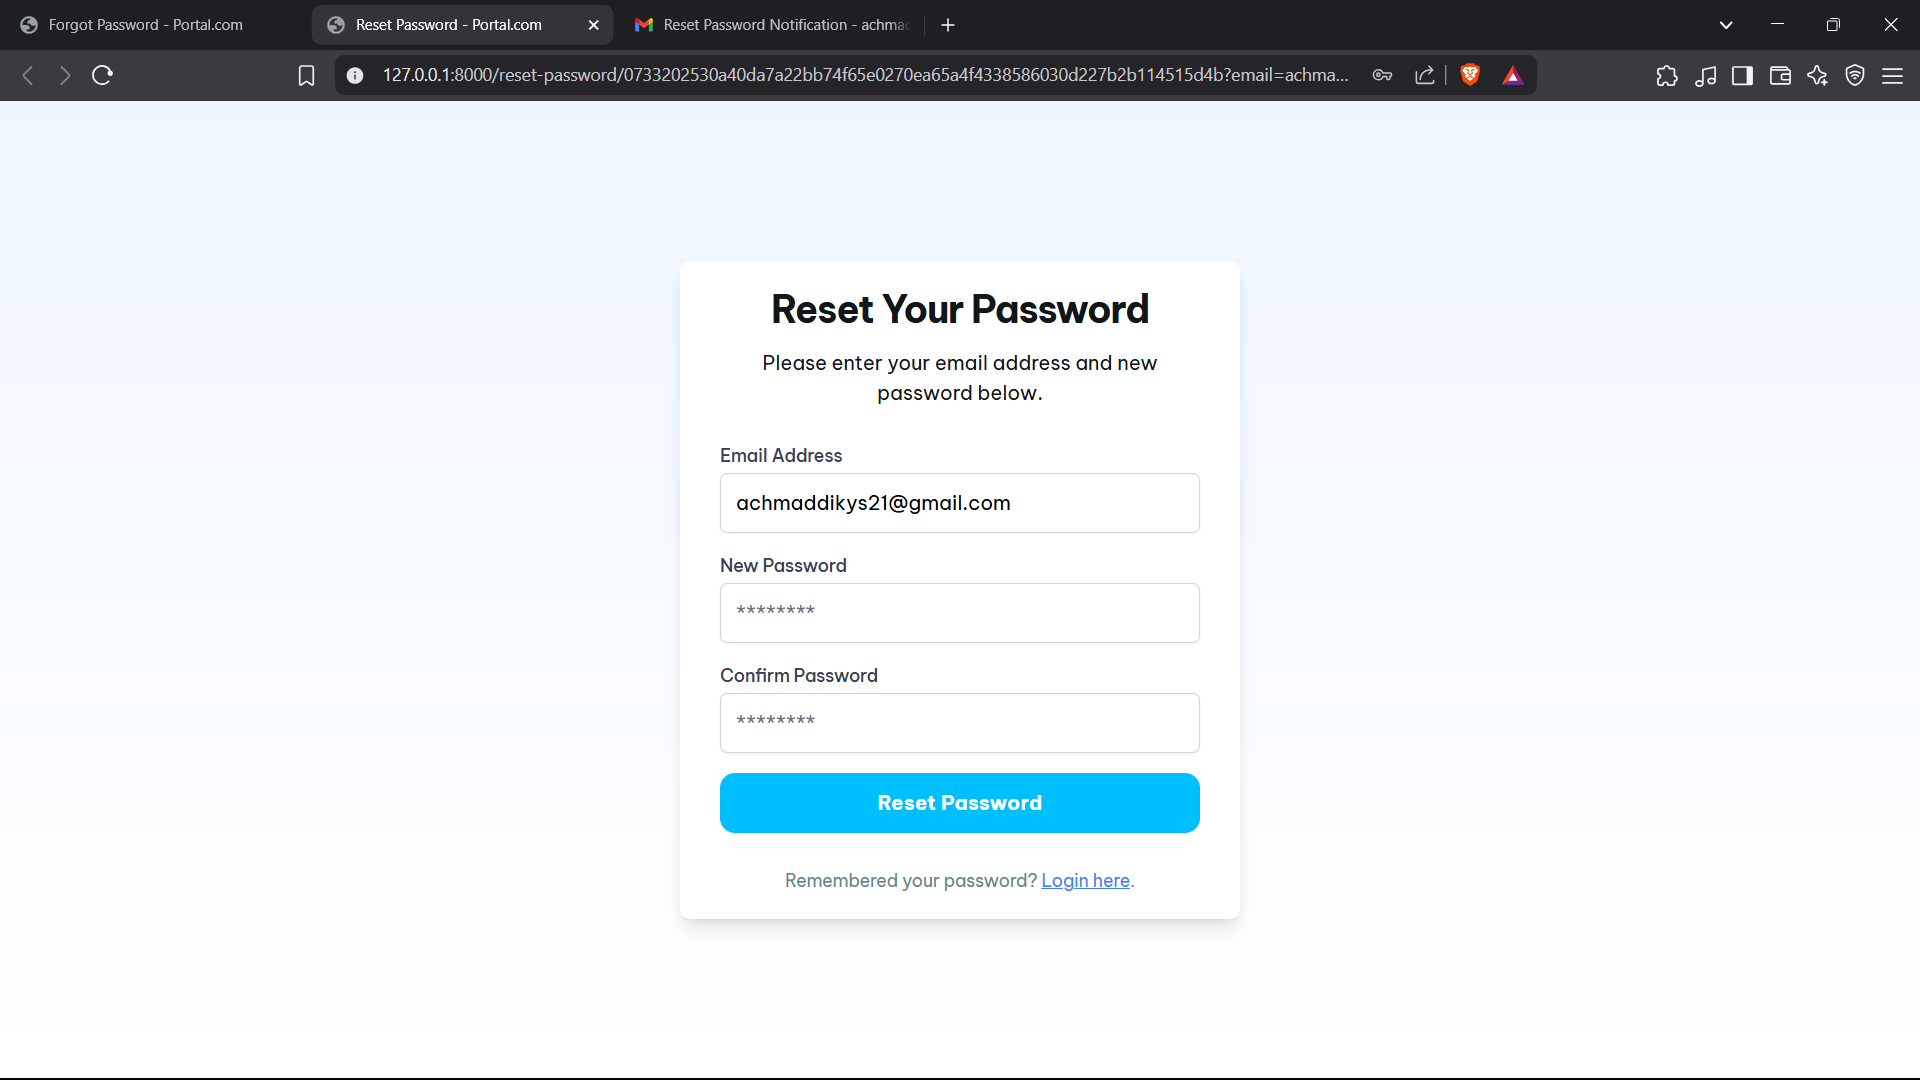 Forgot Password - Portal.com
Reset Password - Portal.com
Reset Password Notification - achma
127.0.0.1:8000/reset-password/0733202530a40da7a22bb74f65e0270ea65a4f4338586030d227b2b114515d4b?email=achma...
Reset Your Password
Please enter your email address and new
password below.
Email Address
achmaddikys21@gmail.com
New Password
********
Confirm Password
********
Reset Password
Remembered your password? Login here.